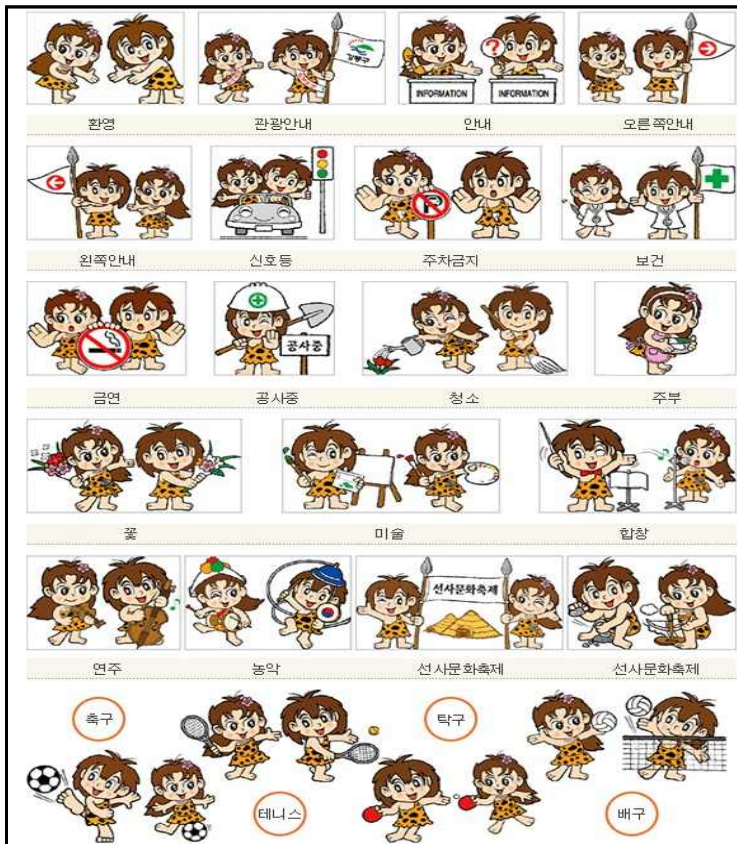 강동구
INFORMATION INFORMATION
환영 관광안내 안내 오른쪽안내
왼쪽안내 신호등 주차금지 보건
공사중
금연 공사중 청소 주부
꽃 미술 합창
선사문화축제
연주 농악 선사문화축제 선사문화축제
축구 탁구
테니스 배구